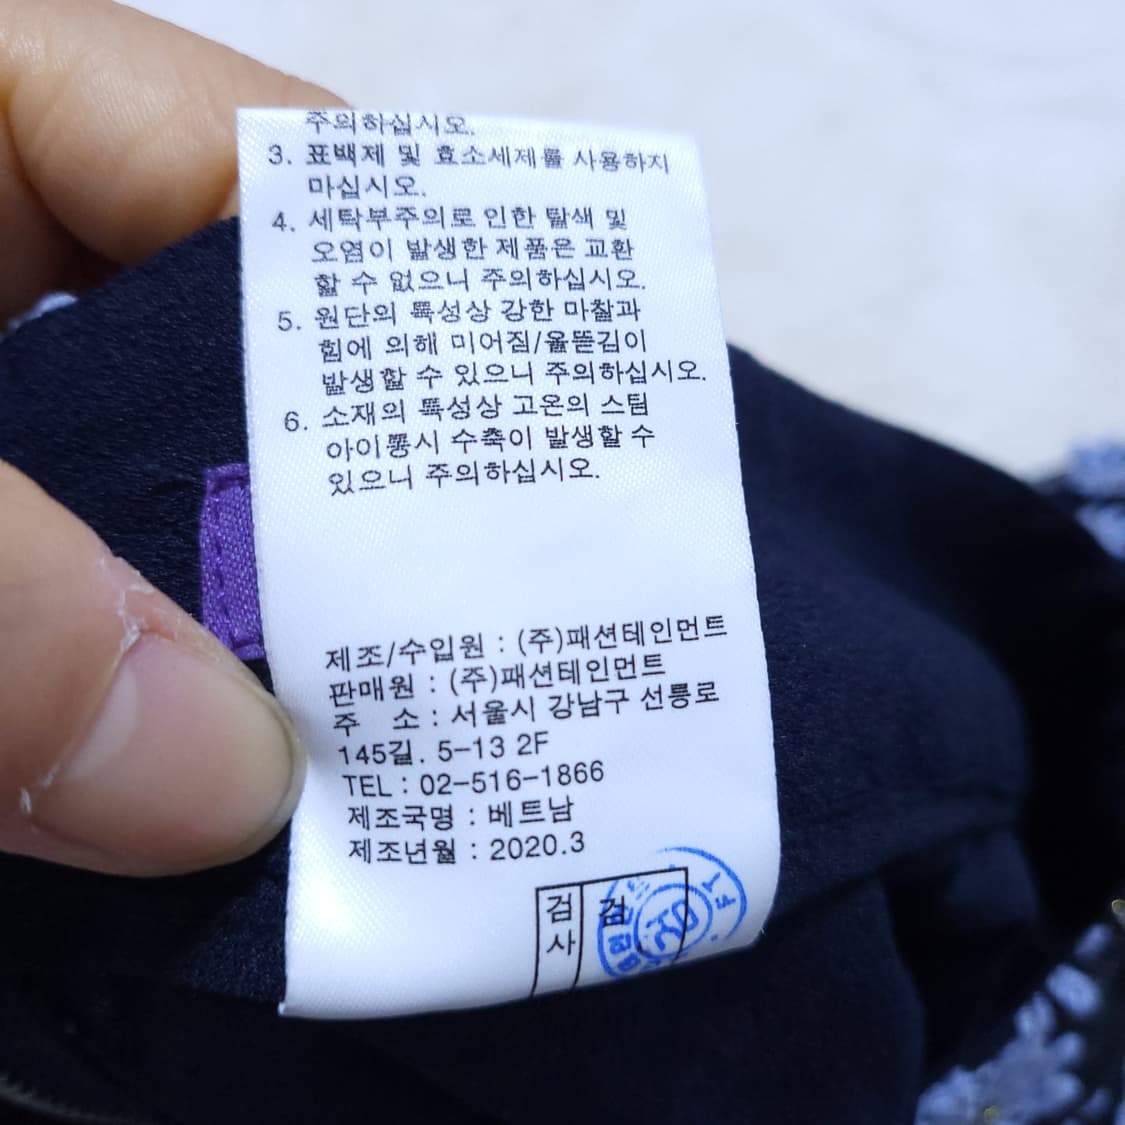 주의하십시오.
3. 표백제 및 효소세제를 사용하지
마십시오.
4. 세탁부주의로 인한 탈색 및
오염이 발생한 제품은 교환
할 수 없으니 주의하십시오.
5. 원단의 특성상 강한 마찰과
힘에 의해 미어짐/올뜯김이
발생할 수 있으니 주의하십시오.
6. 소재의 특성상 고온의 스팀
아이롱시 수축이 발생할 수
있으니 주의하십시오.
제조/수입원 : (주)패션테인먼트
판매원 : (주)패션테인먼트
주 소 : 서울시 강남구 선릉로
145길. 5-13 2F
TEL : 02-516-1866
제조국명 : 베트남
제조년월 : 2020.3
검 검
사
FT